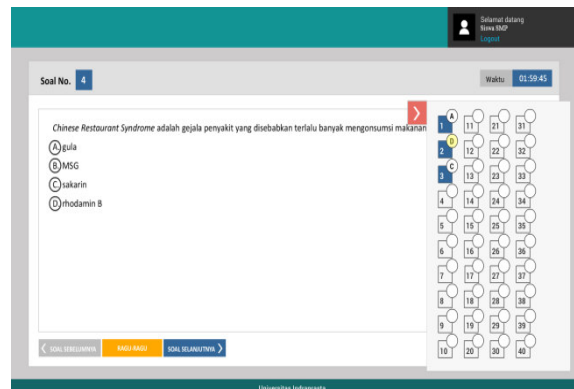 Selamat datang
Siswa SMP
Logout
Soal No. 4
Waktu 01:59:45
Chinese Restaurant Syndrome adalah gejala penyakit yang disebabkan terlalu banyak mengonsumsi makanan
A gula
B MSG
C sakarin
D rhodamin B
A
1 11 21 31
D
2 12 22 32
C
3 13 23 33
4 14 24 34
5 15 25 35
6 16 26 36
7 17 27 37
8 18 28 38
9 19 29 39
10 20 30 40
SOAL SEBELUMNYA RAGU-RAGU SOAL SELANJUTNYA
Universitas Indraprasta